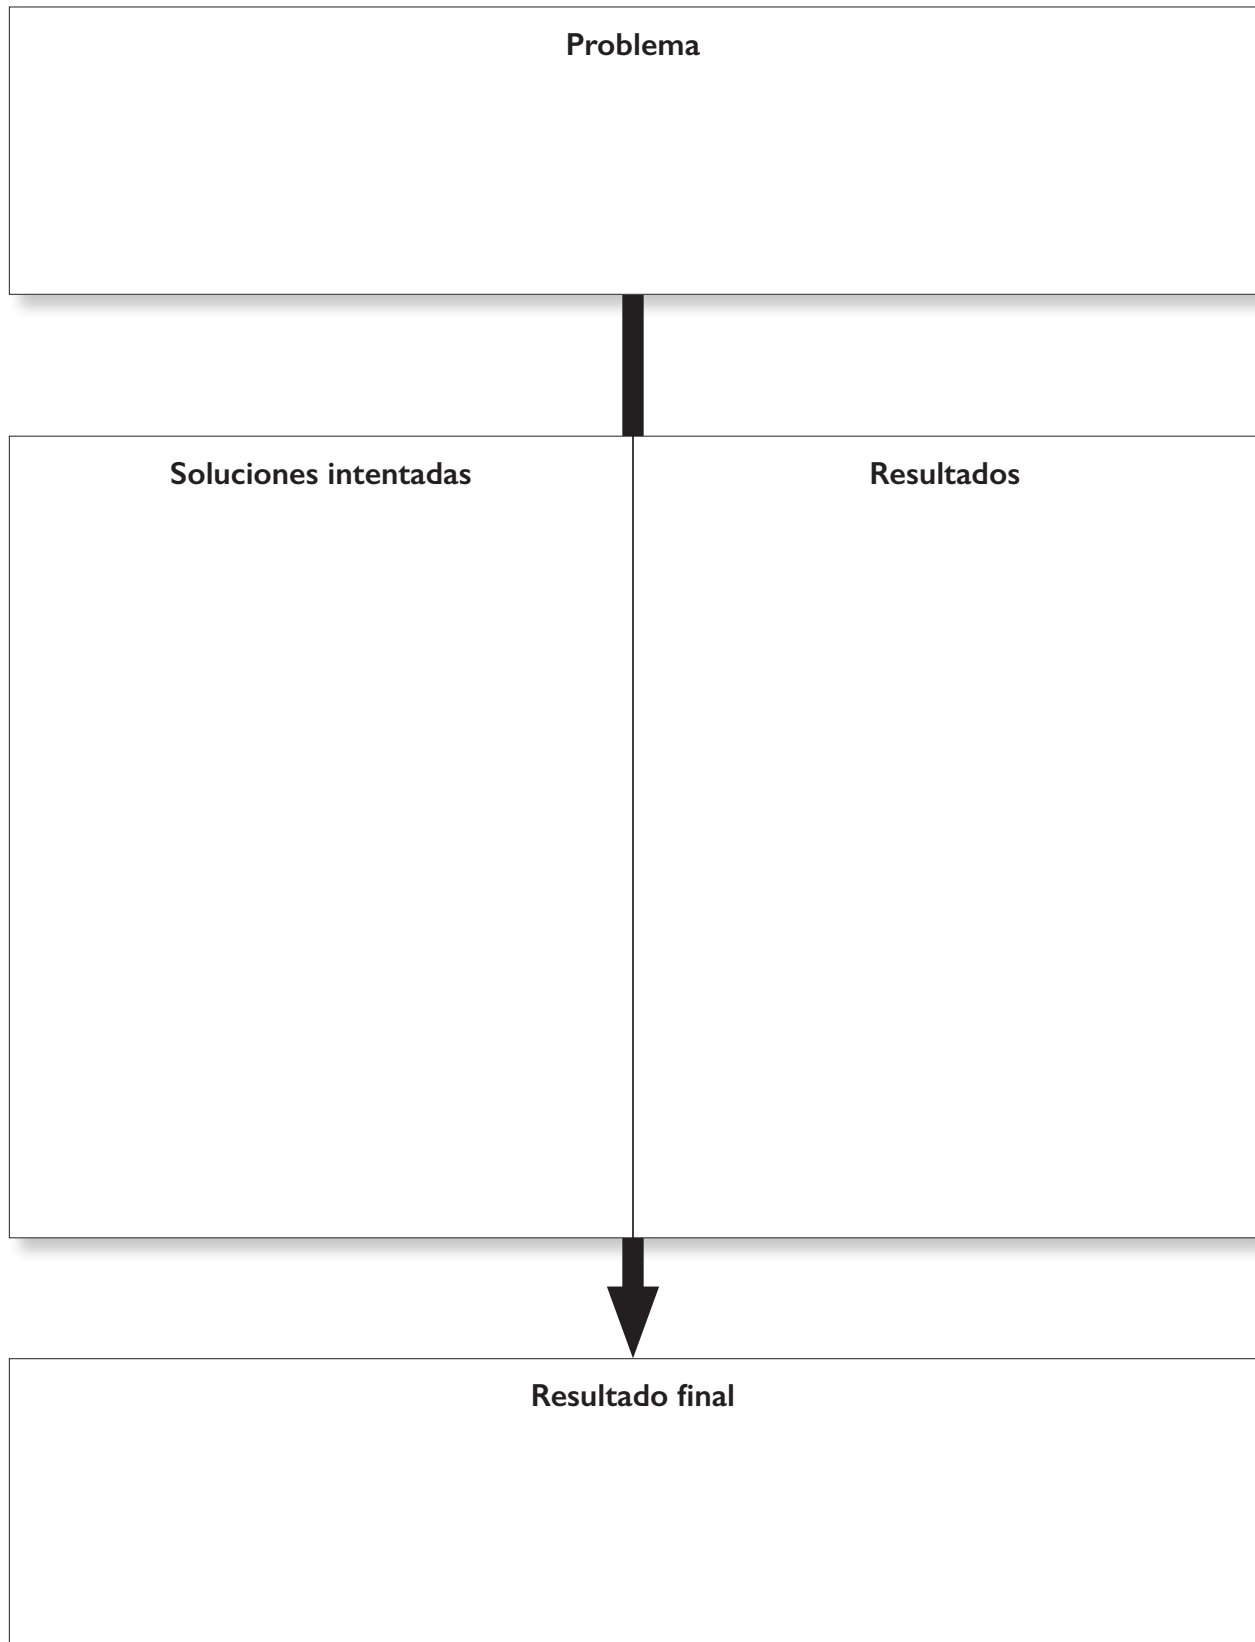 Problema
Soluciones intentadas
Resultados
Resultado final